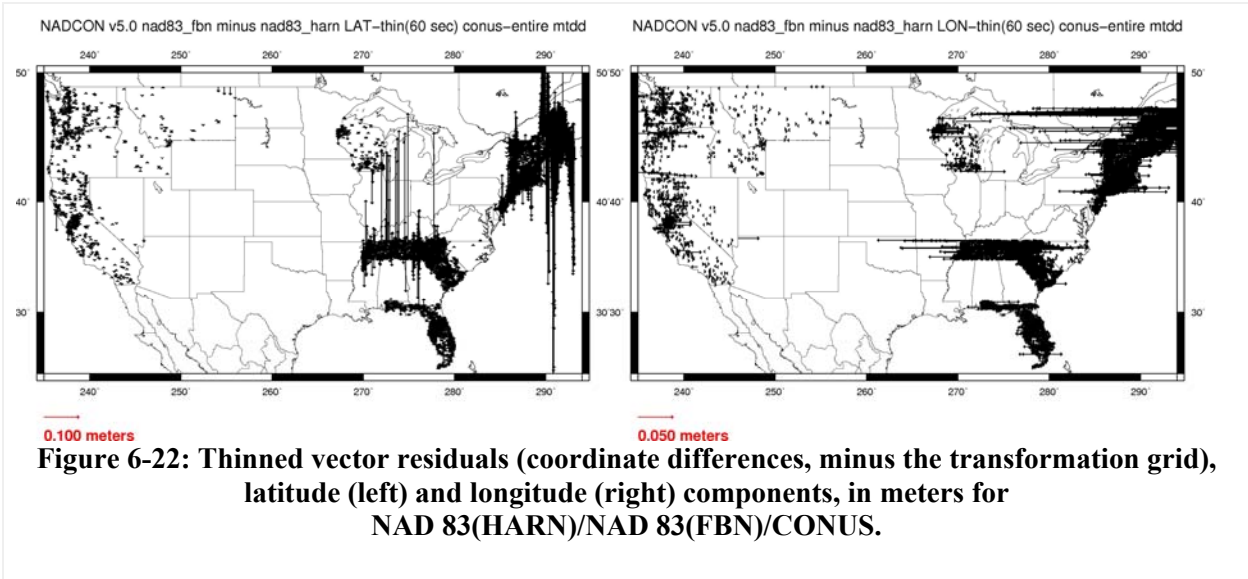 NADCON v5.0 nad83_fbn minus nad83_harn LAT−thin(60 sec) conus−entire mtdd
240˚ 250˚ 260˚ 270˚ 280˚ 290˚
50˚
40˚
30˚
240˚ 250˚ 260˚ 270˚ 280˚ 290˚
0.100 meters
NADCON v5.0 nad83_fbn minus nad83_harn LON−thin(60 sec) conus−entire mtdd
240˚ 250˚ 260˚ 270˚ 280˚ 290˚
50˚ 50˚
40˚ 40˚
30˚ 30˚
50˚
40˚
30˚
240˚ 250˚ 260˚ 270˚ 280˚ 290˚
0.050 meters
Figure 6-22: Thinned vector residuals (coordinate differences, minus the transformation grid),
latitude (left) and longitude (right) components, in meters for
NAD 83(HARN)/NAD 83(FBN)/CONUS.